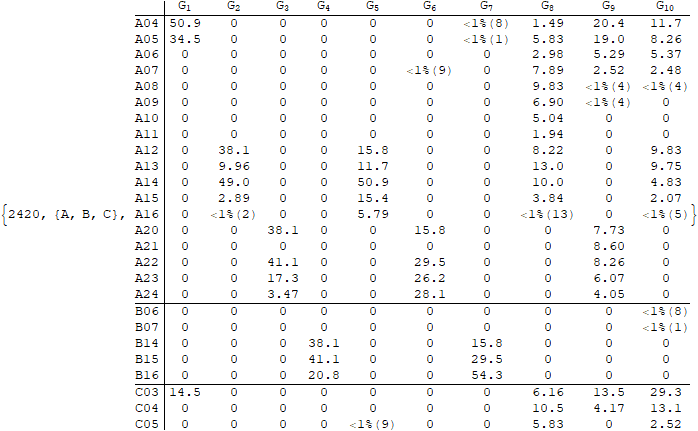 G1 G2 G3 G4 G5 G6 G7 G8 G9 G10
A04 50.9 0 0 0 0 0 <1%(8) 1.49 20.4 11.7
A05 34.5 0 0 0 0 0 <1%(1) 5.83 19.0 8.26
A06 0 0 0 0 0 0 0 2.98 5.29 5.37
A07 0 0 0 0 0 <1%(9) 0 7.89 2.52 2.48
A08 0 0 0 0 0 0 0 9.83 <1%(4) <1%(4)
A09 0 0 0 0 0 0 0 6.90 <1%(4) 0
A10 0 0 0 0 0 0 0 5.04 0 0
A11 0 0 0 0 0 0 0 1.94 0 0
A12 0 38.1 0 0 15.8 0 0 8.22 0 9.83
A13 0 9.96 0 0 11.7 0 0 13.0 0 9.75
A14 0 49.0 0 0 50.9 0 0 10.0 0 4.83
A15 0 2.89 0 0 15.4 0 0 3.84 0 2.07
{2420, {A, B, C}, A16 0 <1%(2) 0 0 5.79 0 0 <1%(13) 0 <1%(5)}
A20 0 0 38.1 0 0 15.8 0 0 7.73 0
A21 0 0 0 0 0 0 0 0 8.60 0
A22 0 0 41.1 0 0 29.5 0 0 8.26 0
A23 0 0 17.3 0 0 26.2 0 0 6.07 0
A24 0 0 3.47 0 0 28.1 0 0 4.05 0
B06 0 0 0 0 0 0 0 0 0 <1%(8)
B07 0 0 0 0 0 0 0 0 0 <1%(1)
B14 0 0 0 38.1 0 0 15.8 0 0 0
B15 0 0 0 41.1 0 0 29.5 0 0 0
B16 0 0 0 20.8 0 0 54.3 0 0 0
C03 14.5 0 0 0 0 0 0 6.16 13.5 29.3
C04 0 0 0 0 0 0 0 10.5 4.17 13.1
C05 0 0 0 0 <1%(9) 0 0 5.83 0 2.52